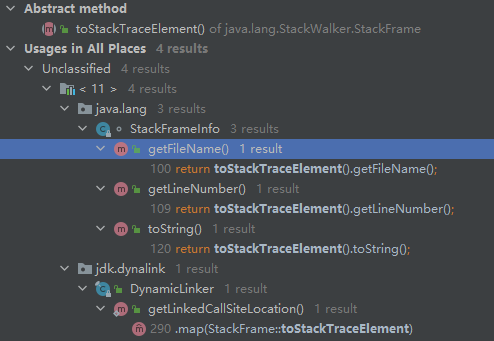 Abstract method
toStackTraceElement() of java.lang.StackWalker.StackFrame
Usages in All Places 4 results
Unclassified 4 results
< 11 > 4 results
java.lang 3 results
StackFrameInfo 3 results
getFileName() 1 result
100 return toStackTraceElement().getFileName();
getLineNumber() 1 result
109 return toStackTraceElement().getLineNumber();
toString() 1 result
120 return toStackTraceElement().toString();
jdk.dynalink 1 result
DynamicLinker 1 result
getLinkedCallSiteLocation() 1 result
290 .map(StackFrame::toStackTraceElement)